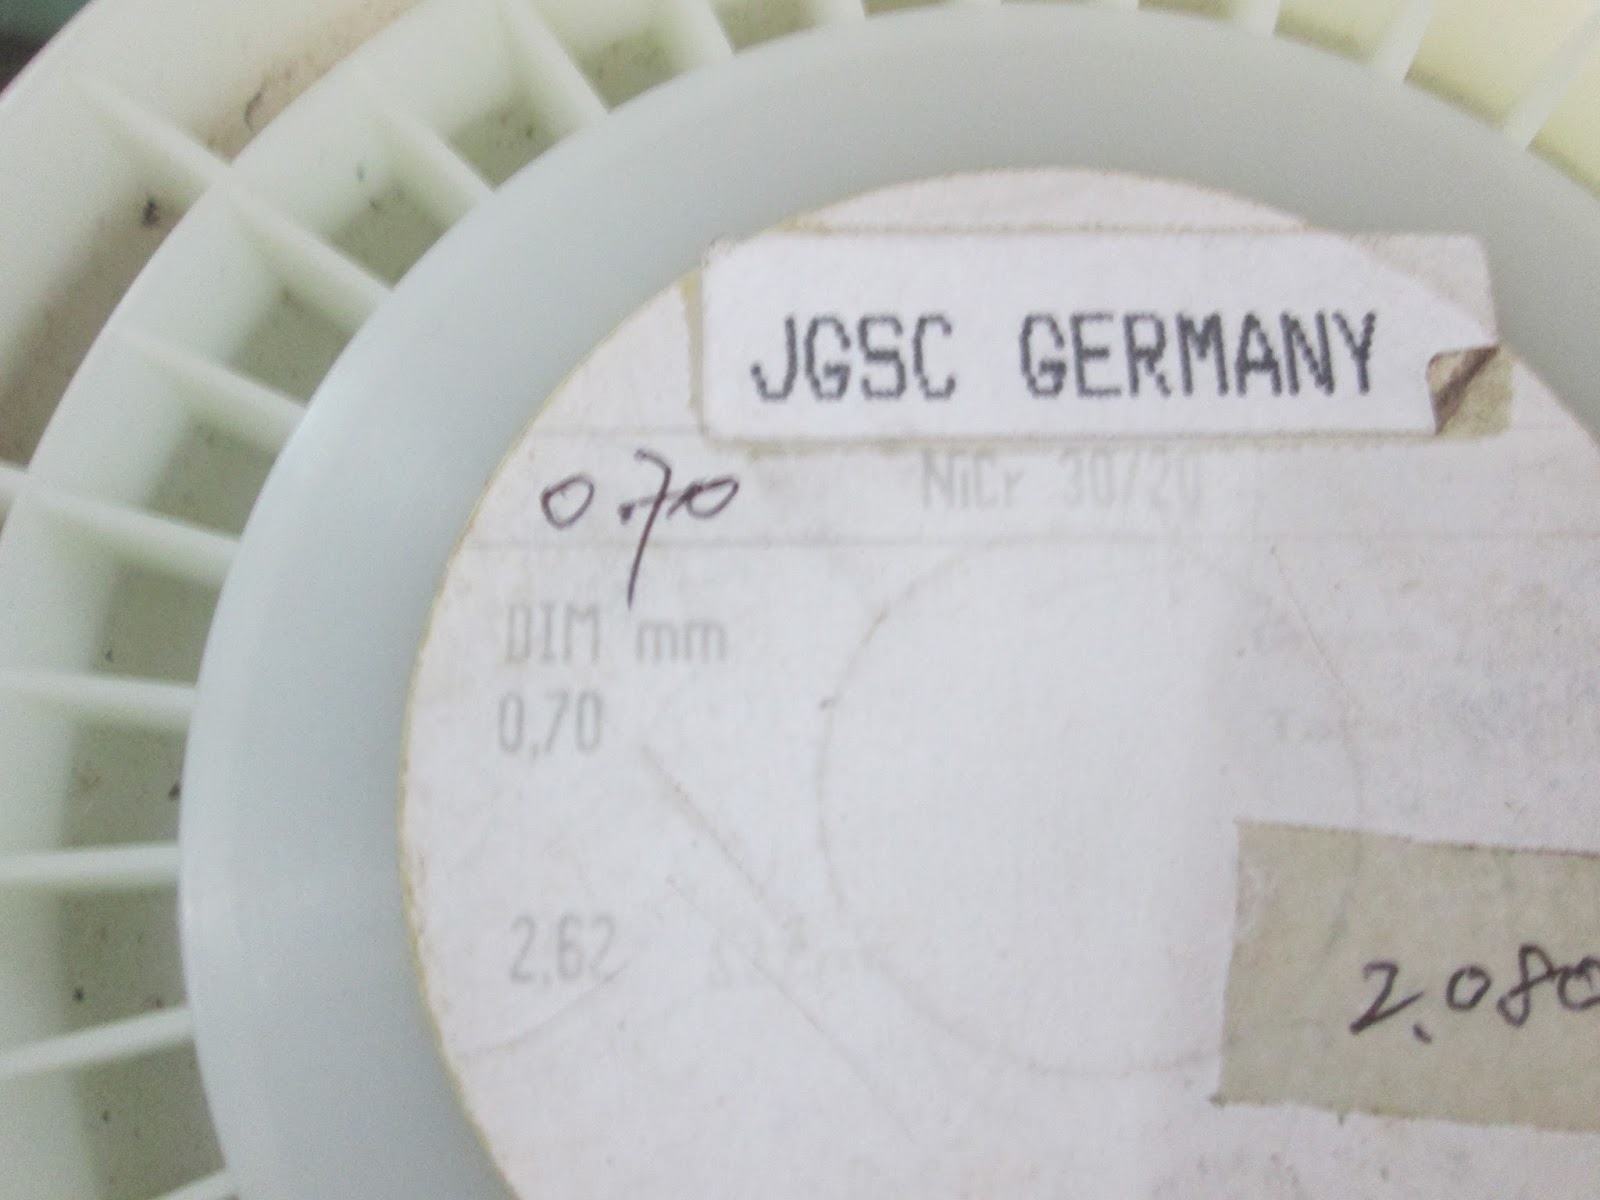 JGSC GERMANY
0.70 NiCr 30/20
DIM mm
0,70
2,62
2.080